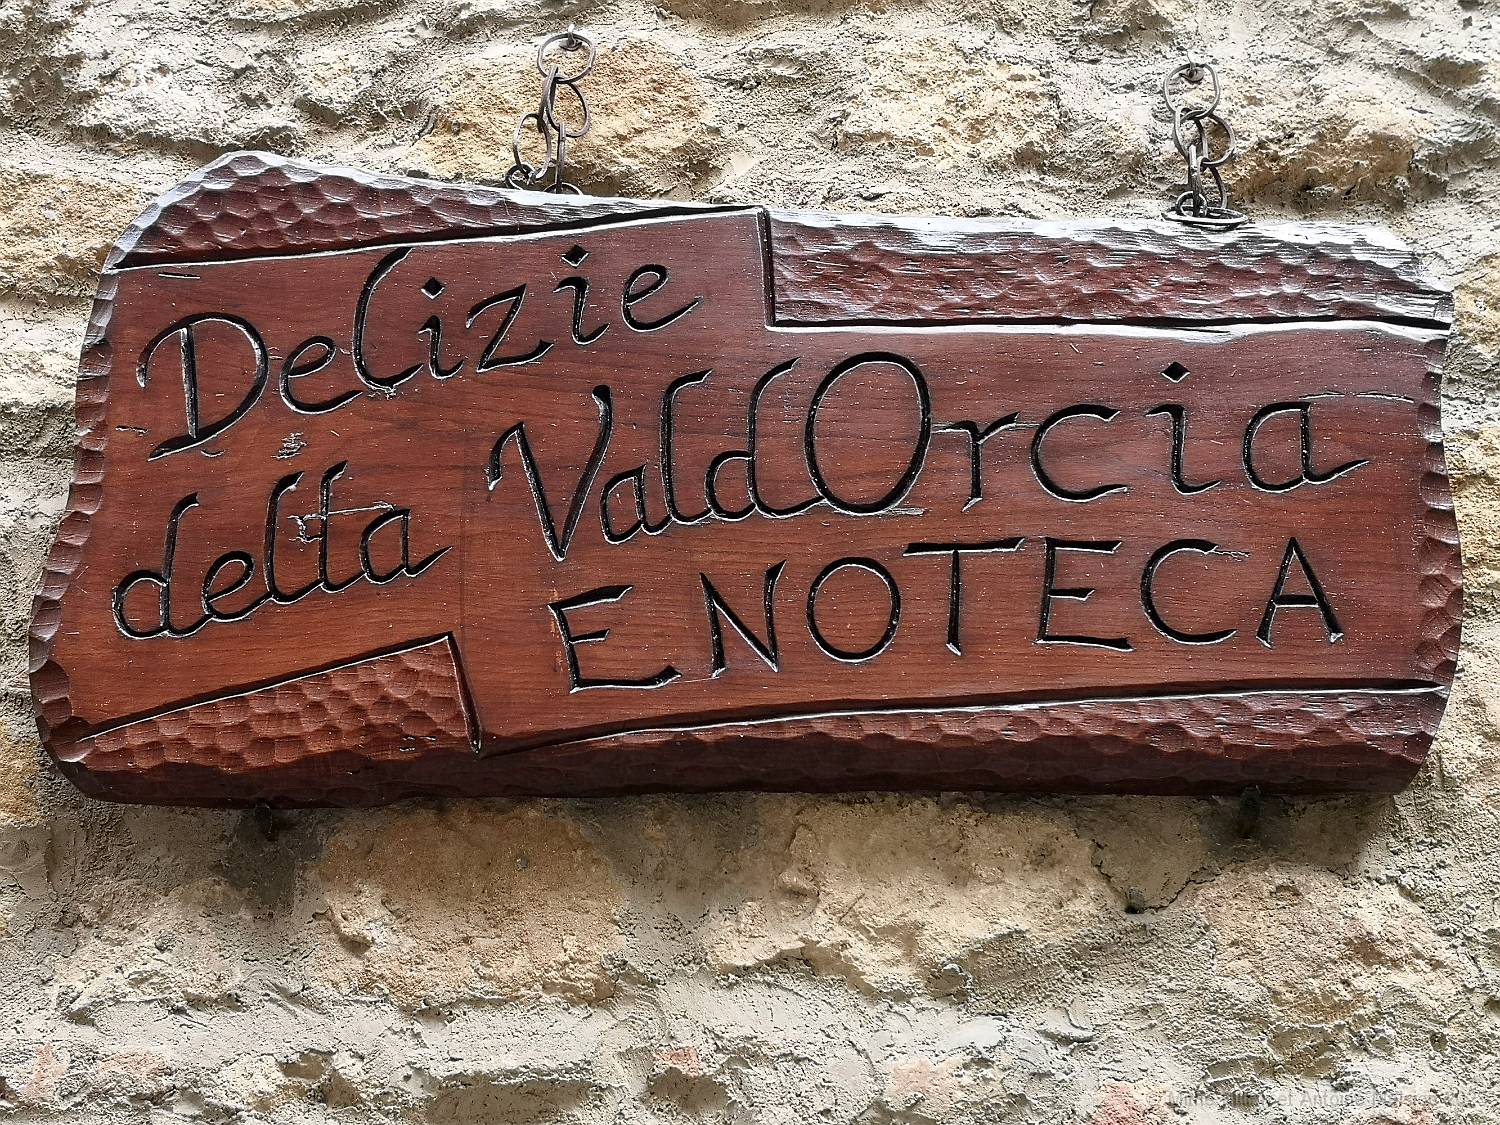 Delizie
della ValdOrcia
ENOTECA